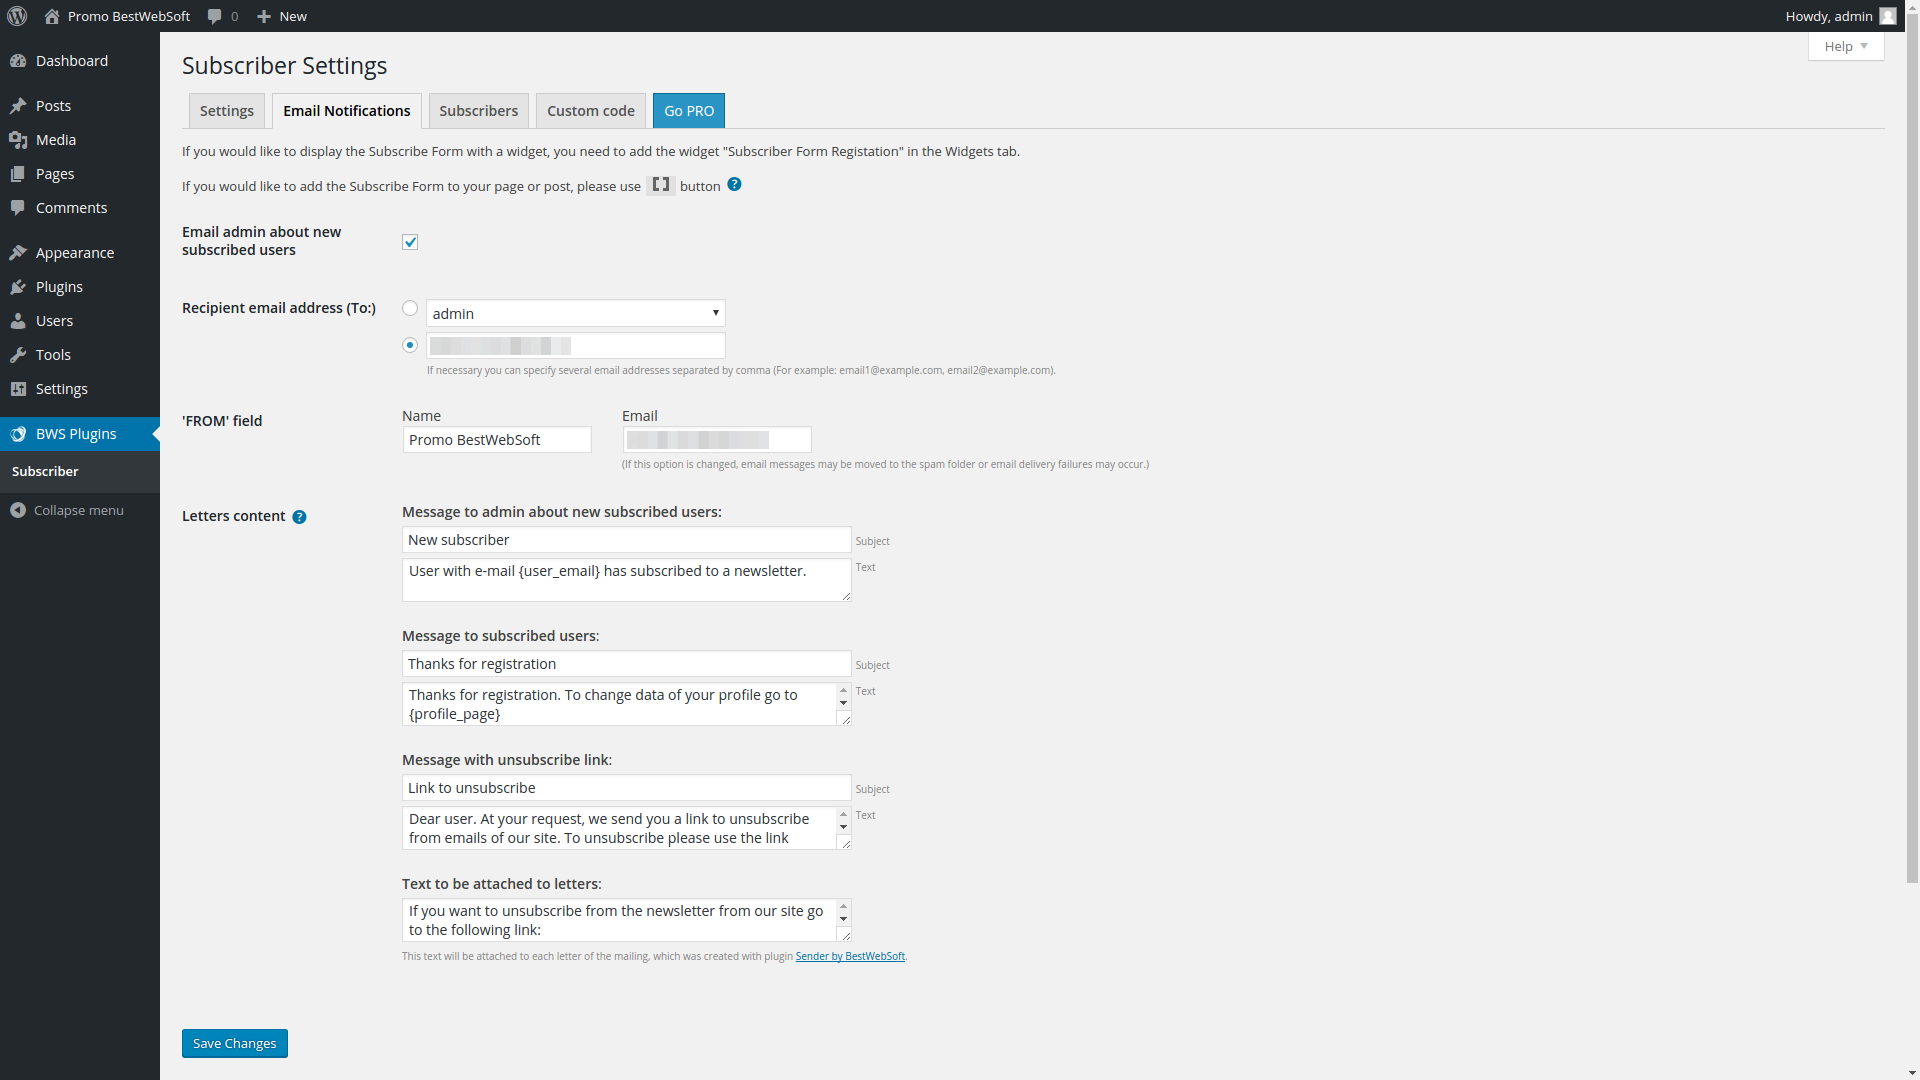 Promo BestWebSoft 0 New Howdy, admin
Help
Dashboard
Posts
Media
Pages
Comments
Appearance
Plugins
Users
Tools
Settings
BWS Plugins
Subscriber
Collapse menu
Subscriber Settings
Settings Email Notifications Subscribers Custom code Go PRO
If you would like to display the Subscribe Form with a widget, you need to add the widget "Subscriber Form Registation" in the Widgets tab.
If you would like to add the Subscribe Form to your page or post, please use [] button ?
Email admin about new
subscribed users
Recipient email address (To:)
admin
If necessary you can specify several email addresses separated by comma (For example: email1@example.com, email2@example.com).
'FROM' field
Name Email
Promo BestWebSoft
(If this option is changed, email messages may be moved to the spam folder or email delivery failures may occur.)
Letters content ?
Message to admin about new subscribed users:
New subscriber Subject
User with e-mail {user_email} has subscribed to a newsletter. Text
Message to subscribed users:
Thanks for registration Subject
Thanks for registration. To change data of your profile go to Text
{profile_page}
Message with unsubscribe link:
Link to unsubscribe Subject
Dear user. At your request, we send you a link to unsubscribe Text
from emails of our site. To unsubscribe please use the link
Text to be attached to letters:
If you want to unsubscribe from the newsletter from our site go
to the following link:
This text will be attached to each letter of the mailing, which was created with plugin Sender by BestWebSoft.
Save Changes